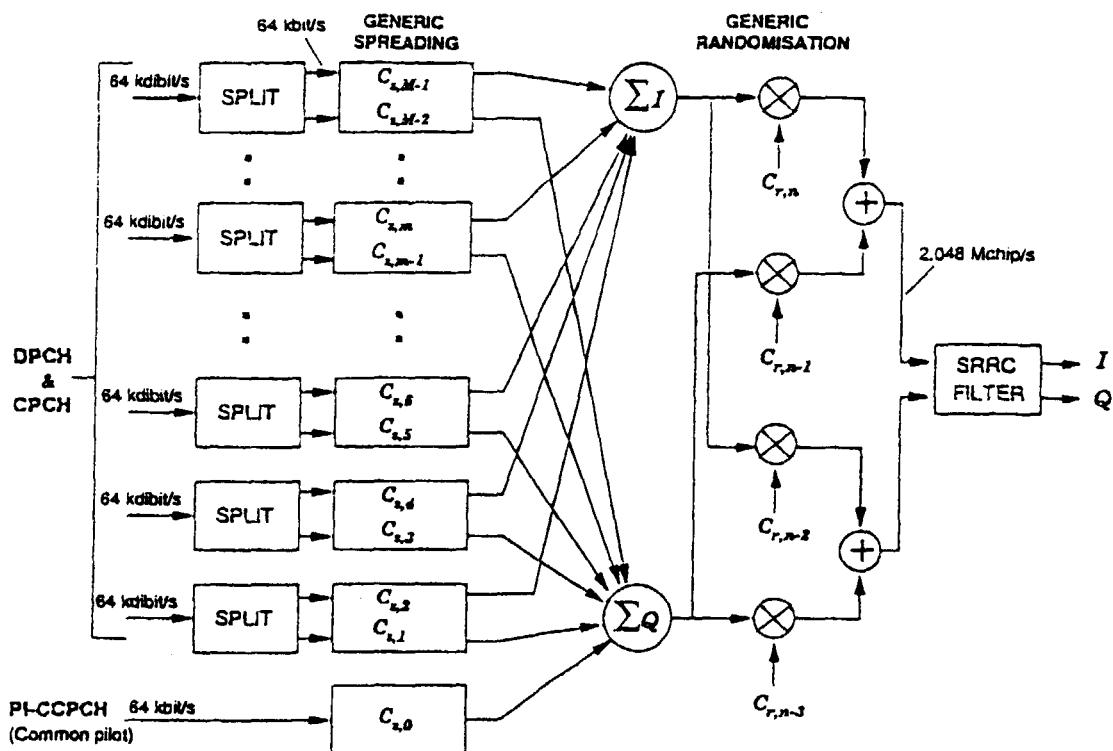 64 kbit/s
GENERIC
SPREADING
GENERIC
RANDOMISATION
64 kdibit/s
SPLIT
C_{s,M-1}
C_{s,M-2}
ΣI
C_{r,n}
64 kdibit/s
SPLIT
C_{s,m}
C_{s,m-1}
+
2.048 Mchip/s
C_{r,n-1}
DPCH
&
CPCH
64 kdibit/s
SPLIT
C_{s,6}
C_{s,5}
SRRC
FILTER
I
Q
64 kdibit/s
SPLIT
C_{s,4}
C_{s,3}
C_{r,n-2}
+
64 kdibit/s
SPLIT
C_{s,2}
C_{s,1}
ΣQ
C_{r,n-3}
PI-CCPCH
(Common pilot)
64 kbit/s
C_{s,0}